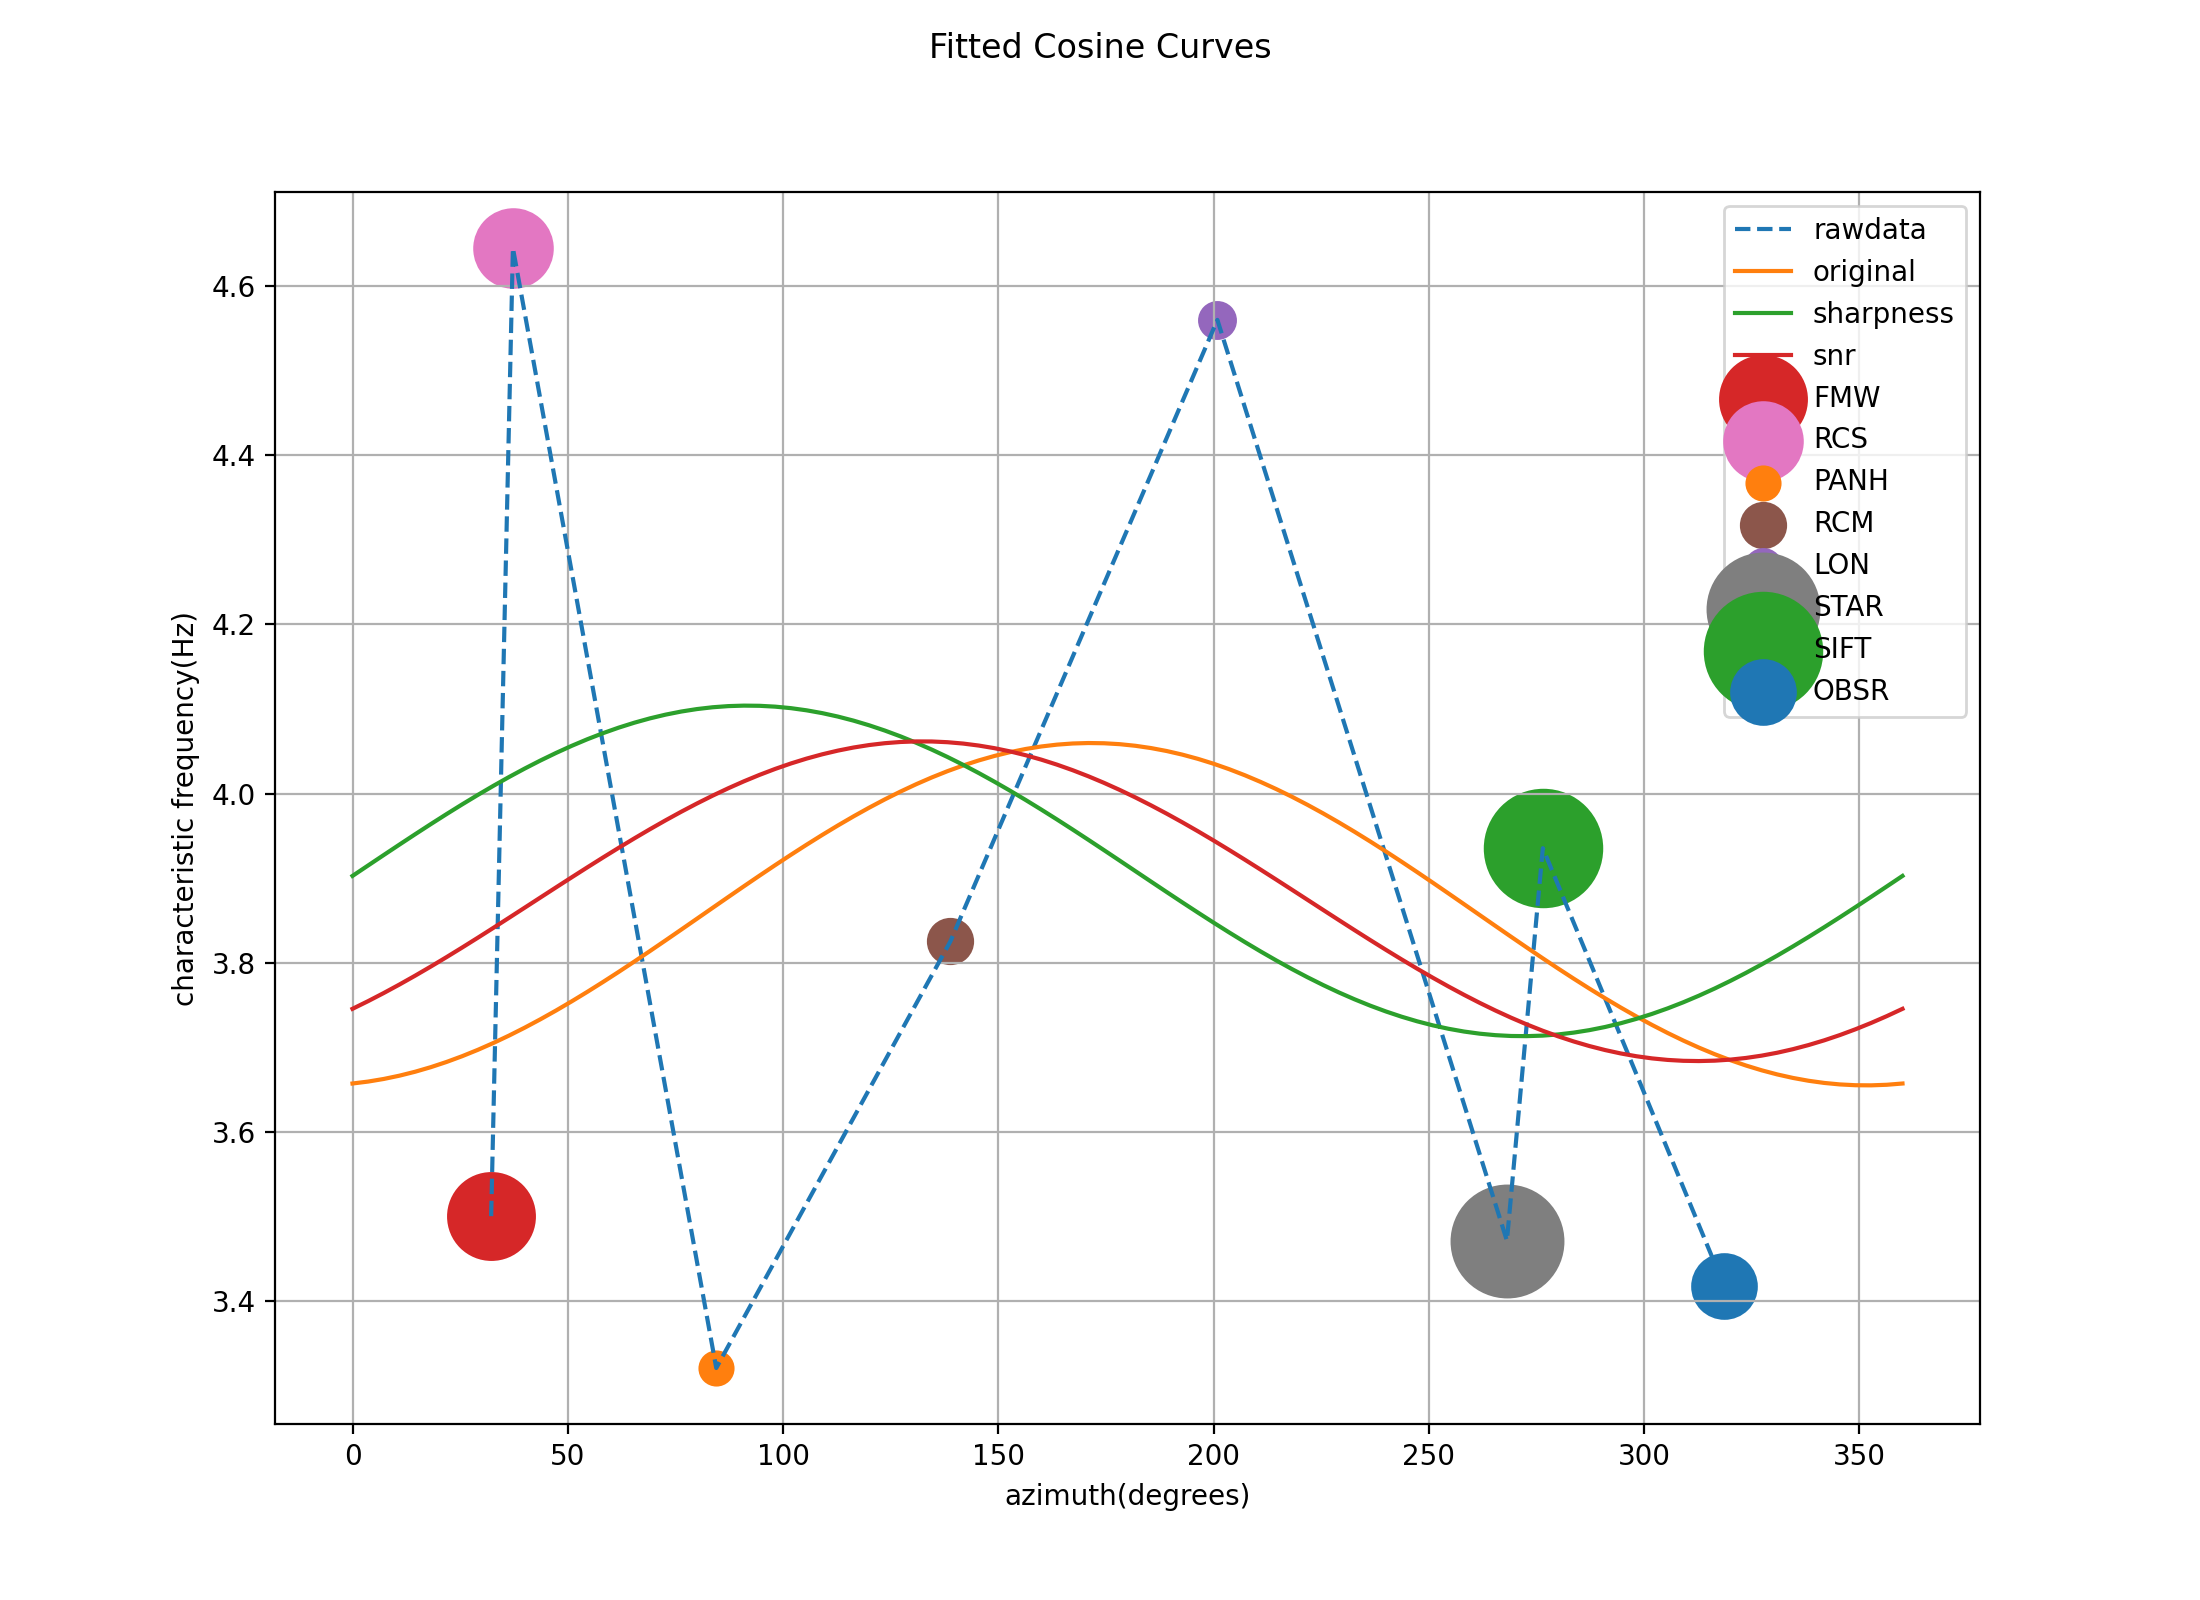 Fitted Cosine Curves
rawdata
original
sharpness
snr
FMW
RCS
PANH
RCM
LON
STAR
SIFT
OBSR
4.6
4.4
4.2
4.0
3.8
3.6
3.4
characteristic frequency(Hz)
0 50 100 150 200 250 300 350
azimuth(degrees)